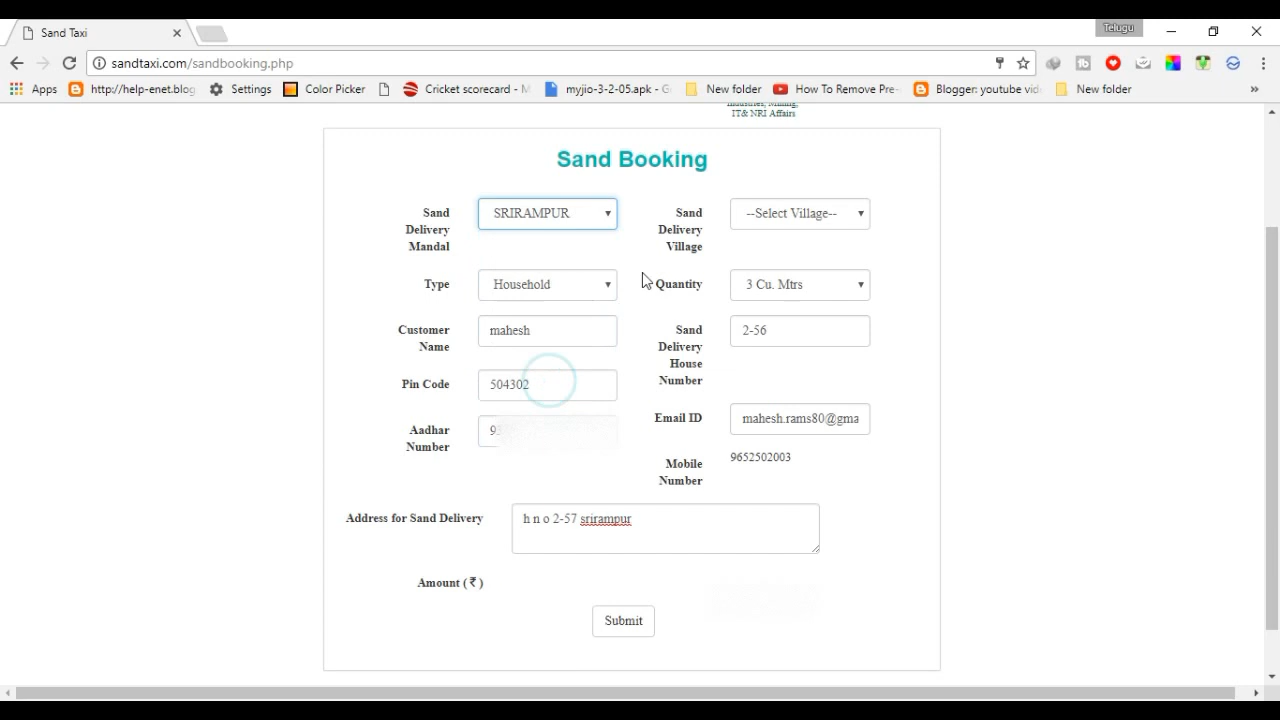 Sand Taxi
Telugu
sandtaxi.com/sandbooking.php
Apps
http://help-enet.blog
Settings
Color Picker
Cricket scorecard - M
myjio-3-2-05.apk - G
New folder
How To Remove Pre-
Blogger: youtube vid
New folder
»
Industries, Mining,
IT& NRI Affairs
Sand Booking
Sand Delivery Mandal
SRIRAMPUR
Sand Delivery Village
--Select Village--
Type
Household
Quantity
3 Cu. Mtrs
Customer Name
mahesh
Sand Delivery House Number
2-56
Pin Code
504302
Email ID
mahesh.rams80@gma
Aadhar Number
Mobile Number
9652502003
Address for Sand Delivery
h n o 2-57 srirampur
Amount ( ₹ )
Submit